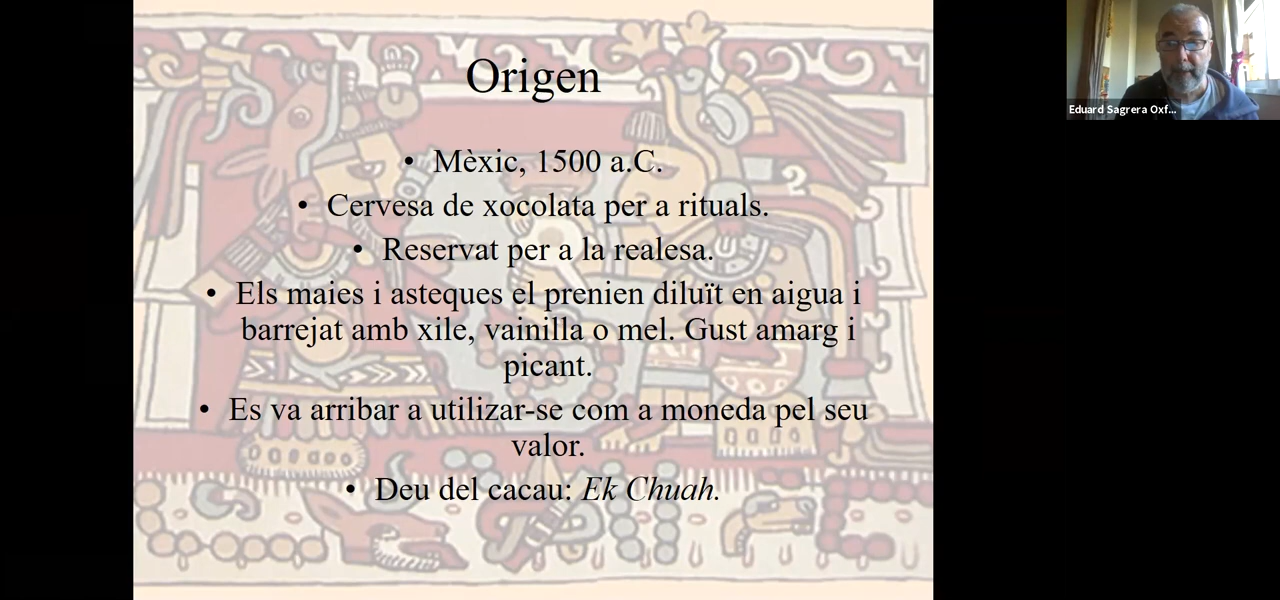 Origen
• Mèxic, 1500 a.C.
• Cervesa de xocolata per a rituals.
• Reservat per a la realesa.
• Els maies i asteques el prenien diluït en aigua i
barrejat amb xile, vainilla o mel. Gust amarg i
picant.
• Es va arribar a utilizar-se com a moneda pel seu
valor.
• Deu del cacau: Ek Chuah.
Eduard Sagrera Oxf...